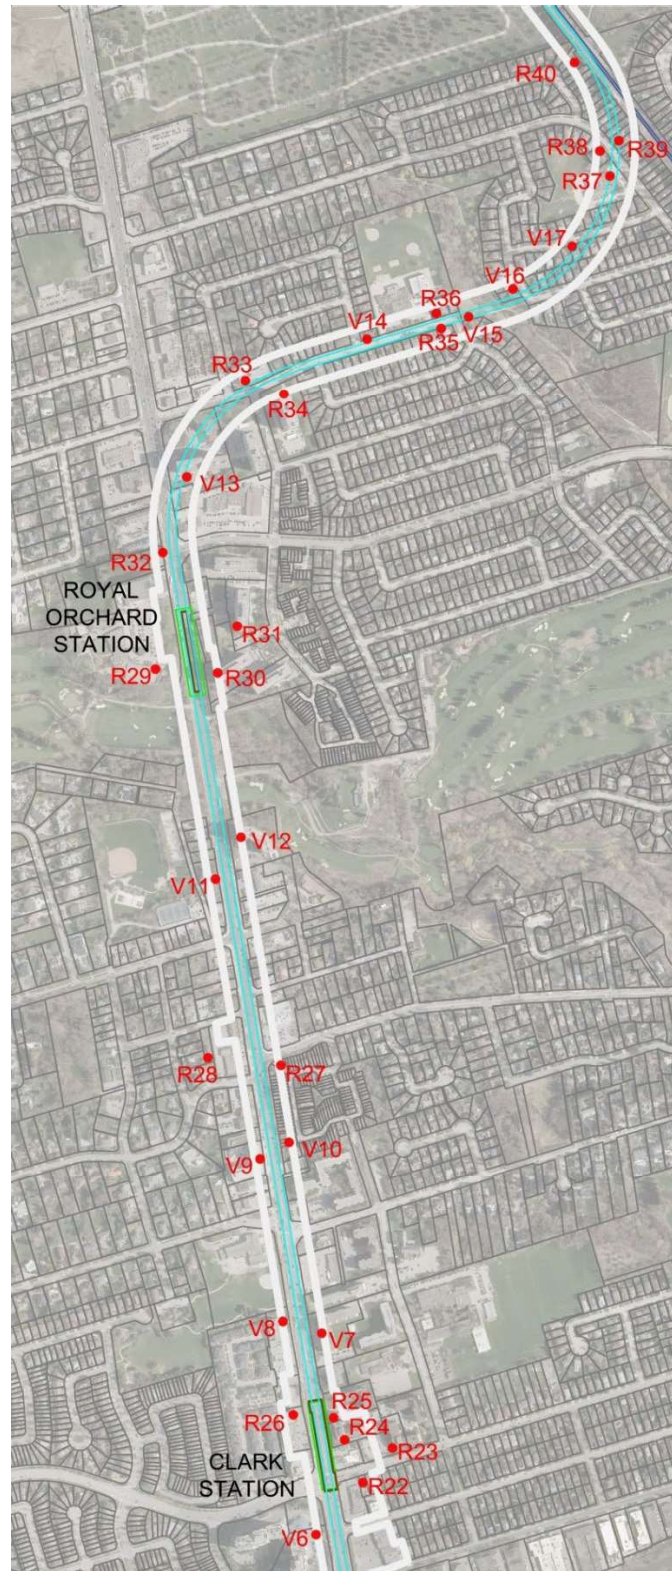 R40
R38
R39
R37
V17
V16
R36
V15
V14
R35
R33
R34
V13
R32
ROYAL
ORCHARD
STATION
R31
R29
R30
V12
V11
R28
R27
V10
V9
V8
V7
R25
R26
R24
R23
CLARK
STATION
R22
V6